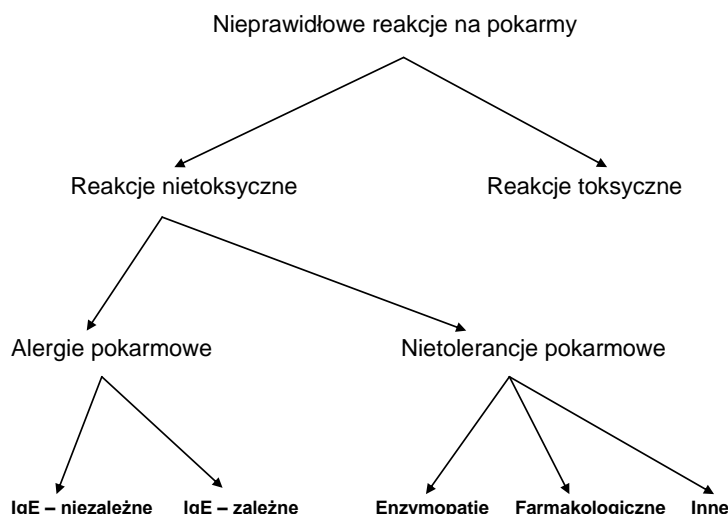 Nieprawidłowe reakcje na pokarmy
Reakcje nietoksyczne Reakcje toksyczne
Alergie pokarmowe Nietolerancje pokarmowe
IgE – niezależne IgE – zależne Enzymopatie Farmakologiczne Inne